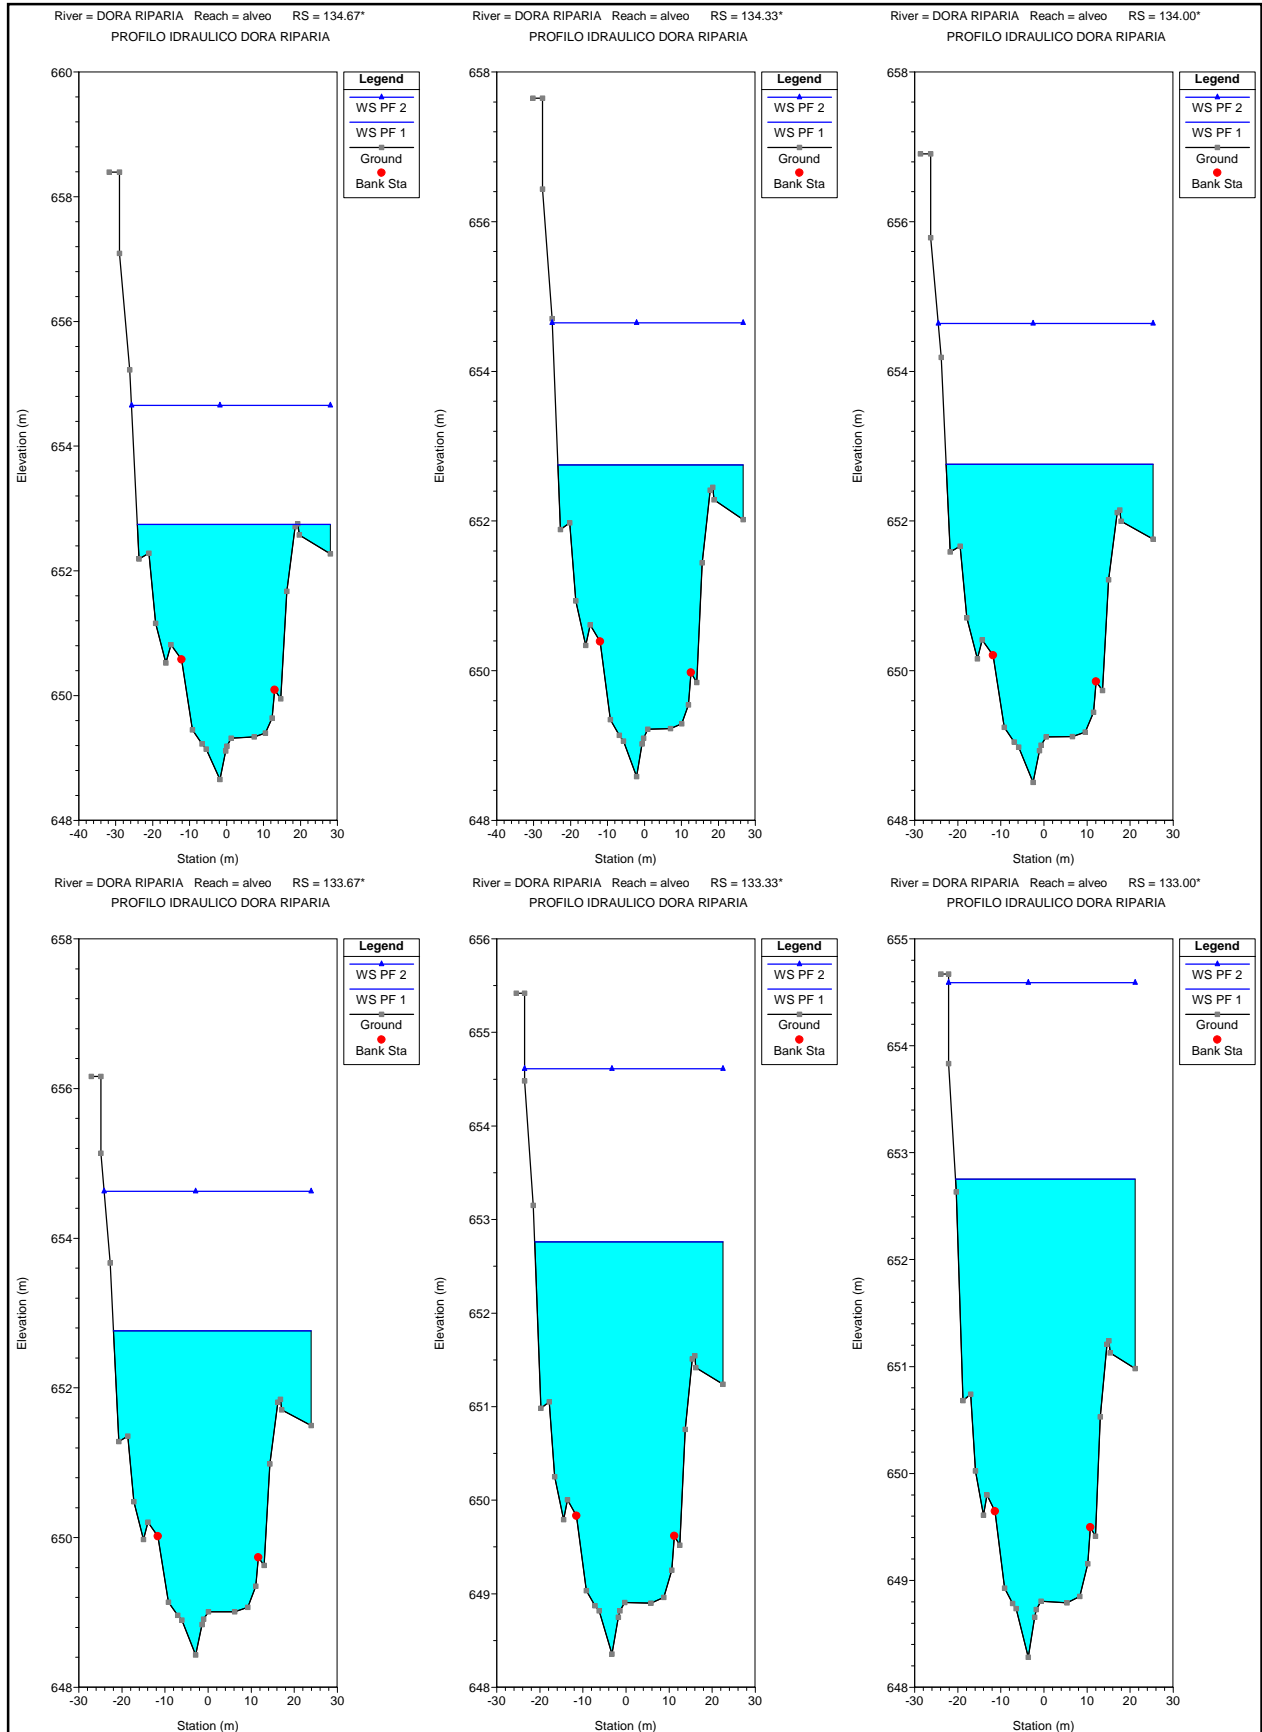 River = DORA RIPARIA   Reach = alveo      RS = 134.67*
PROFILO IDRAULICO DORA RIPARIA
660
658
656
654
652
650
648
-40 -30 -20 -10 0 10 20 30
Elevation (m)
Station (m)
Legend
WS PF 2
WS PF 1
Ground
Bank Sta
River = DORA RIPARIA   Reach = alveo      RS = 134.33*
PROFILO IDRAULICO DORA RIPARIA
658
656
654
652
650
648
-40 -30 -20 -10 0 10 20 30
Elevation (m)
Station (m)
Legend
WS PF 2
WS PF 1
Ground
Bank Sta
River = DORA RIPARIA   Reach = alveo      RS = 134.00*
PROFILO IDRAULICO DORA RIPARIA
658
656
654
652
650
648
-30 -20 -10 0 10 20 30
Elevation (m)
Station (m)
Legend
WS PF 2
WS PF 1
Ground
Bank Sta
River = DORA RIPARIA   Reach = alveo      RS = 133.67*
PROFILO IDRAULICO DORA RIPARIA
658
656
654
652
650
648
-30 -20 -10 0 10 20 30
Elevation (m)
Station (m)
Legend
WS PF 2
WS PF 1
Ground
Bank Sta
River = DORA RIPARIA   Reach = alveo      RS = 133.33*
PROFILO IDRAULICO DORA RIPARIA
656
655
654
653
652
651
650
649
648
-30 -20 -10 0 10 20 30
Elevation (m)
Station (m)
Legend
WS PF 2
WS PF 1
Ground
Bank Sta
River = DORA RIPARIA   Reach = alveo      RS = 133.00*
PROFILO IDRAULICO DORA RIPARIA
655
654
653
652
651
650
649
648
-30 -20 -10 0 10 20 30
Elevation (m)
Station (m)
Legend
WS PF 2
WS PF 1
Ground
Bank Sta